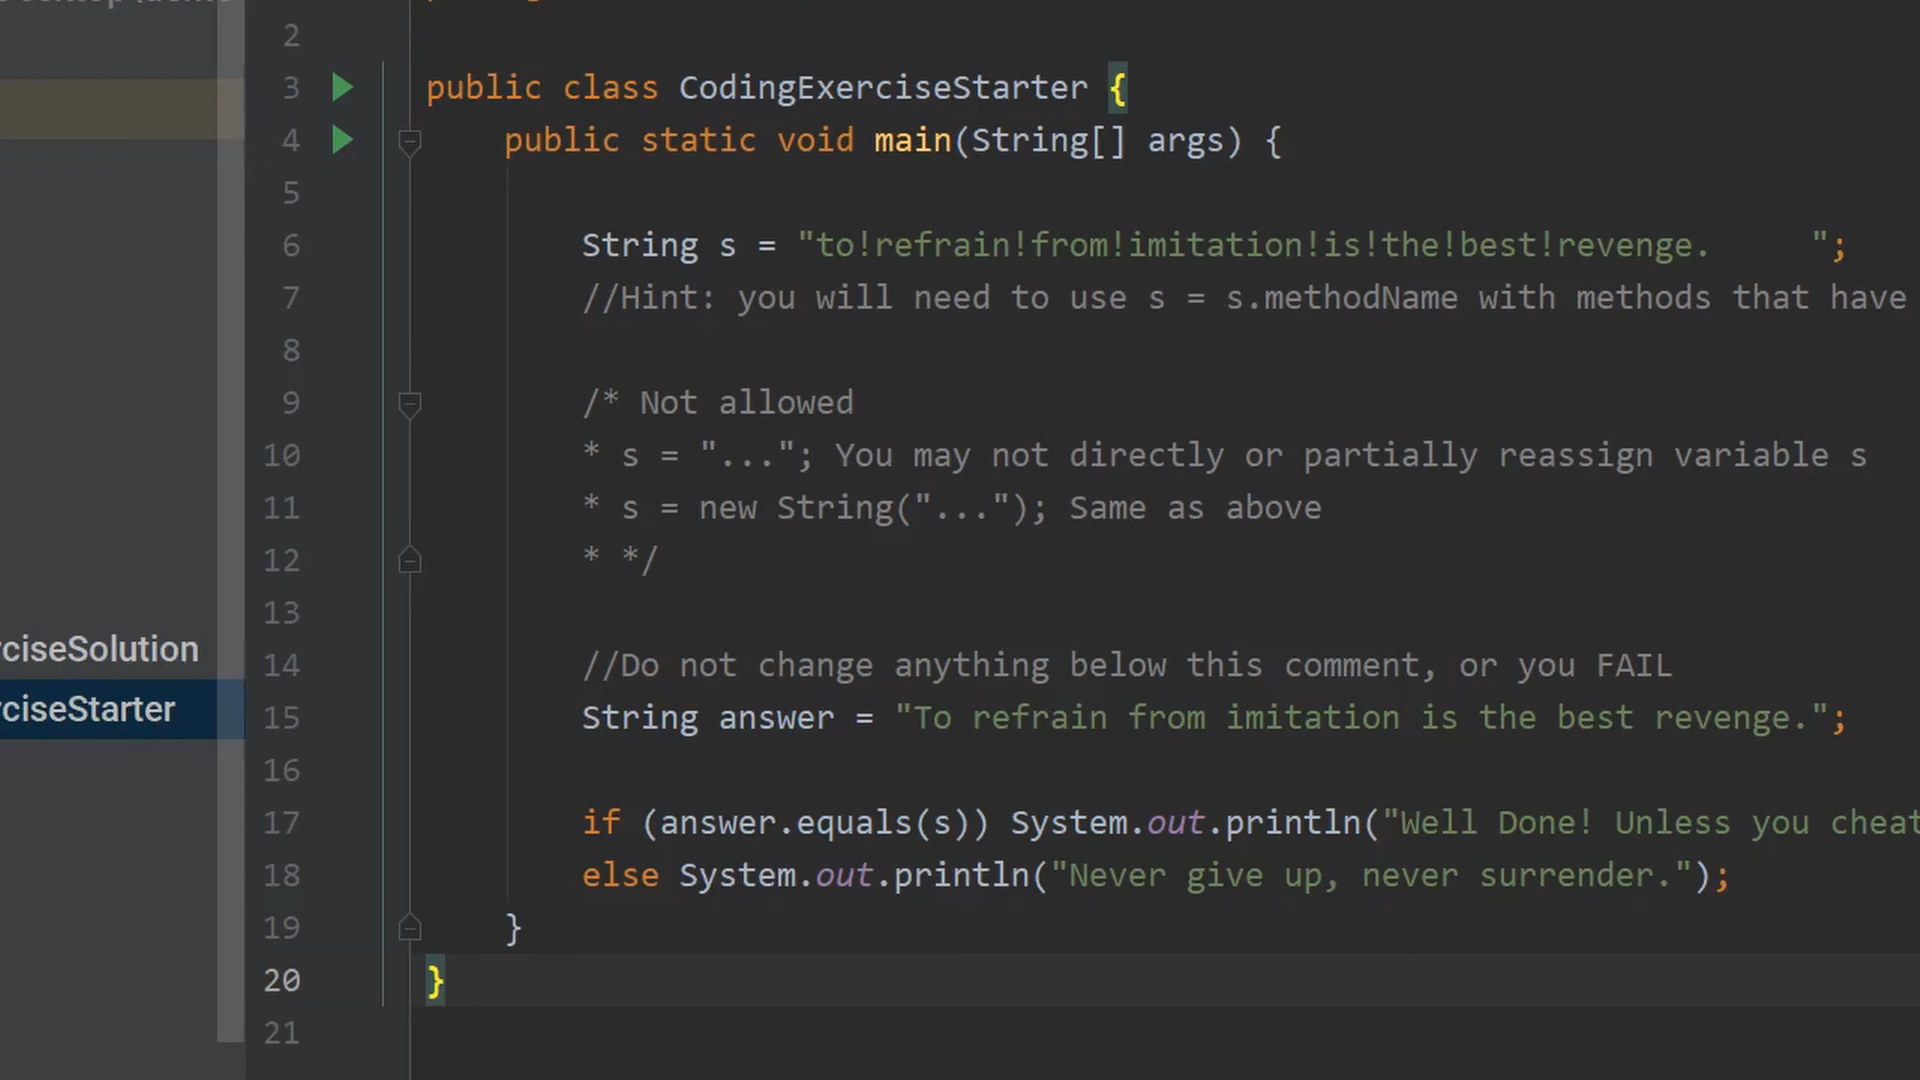 2
3 public class CodingExerciseStarter {
4 public static void main(String[] args) {
5
6 String s = "to!refrain!from!imitation!is!the!best!revenge.     ";
7 //Hint: you will need to use s = s.methodName with methods that have
8
9 /* Not allowed
10 * s = "..."; You may not directly or partially reassign variable s
11 * s = new String("..."); Same as above
12 * */
13
rciseSolution
14 //Do not change anything below this comment, or you FAIL
rciseStarter
15 String answer = "To refrain from imitation is the best revenge.";
16
17 if (answer.equals(s)) System.out.println("Well Done! Unless you cheat
18 else System.out.println("Never give up, never surrender.");
19 }
20 }
21